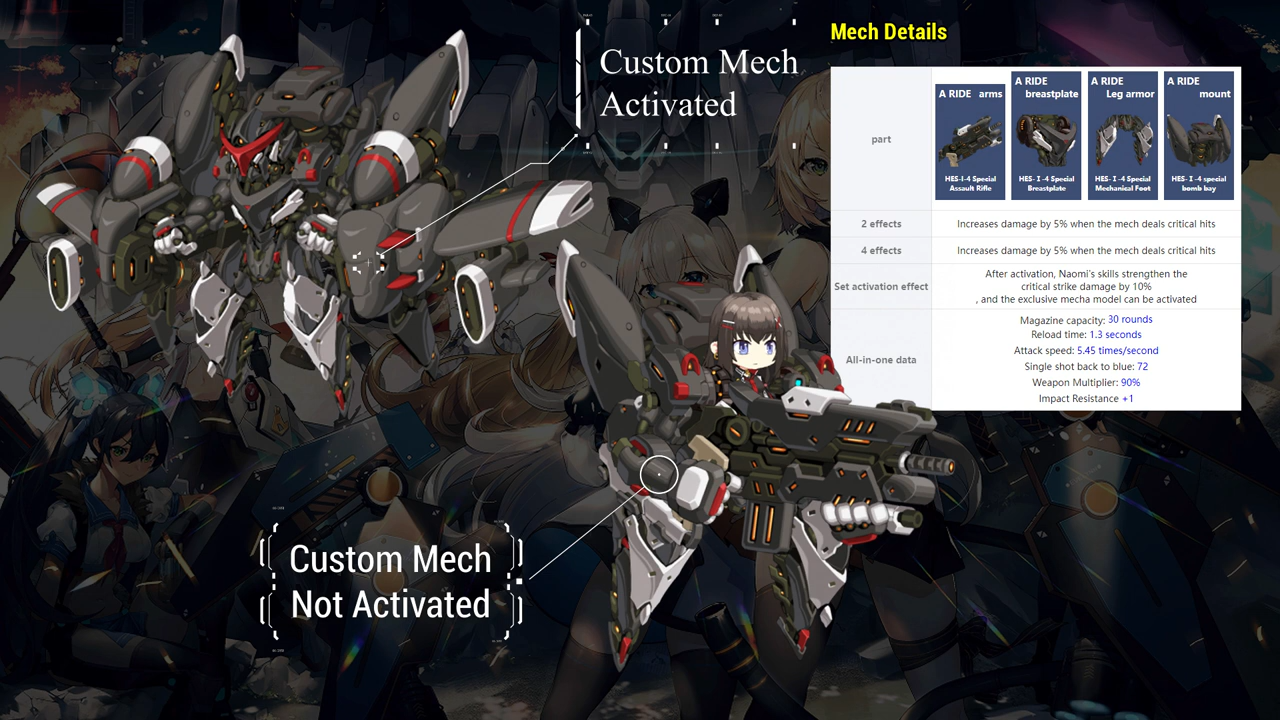 Custom Mech
Activated
Mech Details
part
A RIDE arms
HES-I-4 Special
Assault Rifle
A RIDE
breastplate
HES- I -4 Special
Breastplate
A RIDE
Leg armor
HES- I -4 Special
Mechanical Foot
A RIDE
mount
HES- I -4 special
bomb bay
2 effects
Increases damage by 5% when the mech deals critical hits
4 effects
Increases damage by 5% when the mech deals critical hits
Set activation effect
After activation, Naomi's skills strengthen the
critical strike damage by 10%
, and the exclusive mecha model can be activated
All-in-one data
Magazine capacity: 30 rounds
Reload time: 1.3 seconds
Attack speed: 5.45 times/second
Single shot back to blue: 72
Weapon Multiplier: 90%
Impact Resistance +1
Custom Mech
Not Activated